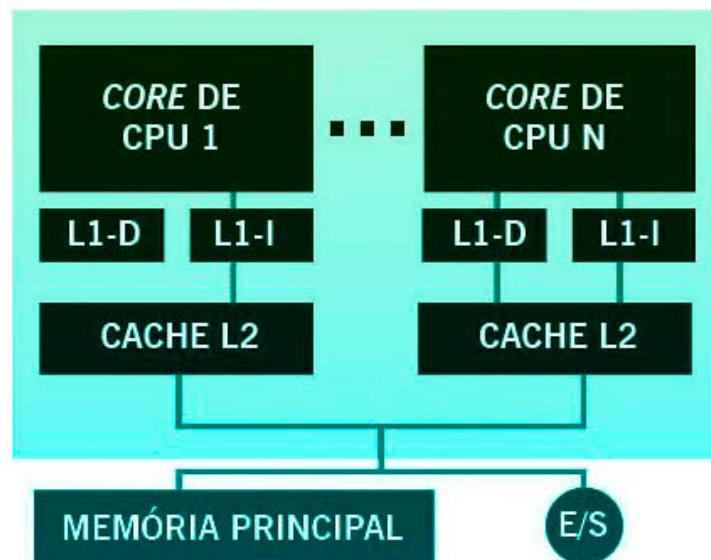 CORE DE
CPU 1
...
CORE DE
CPU N
L1-D
L1-I
L1-D
L1-I
CACHE L2
CACHE L2
MEMÓRIA PRINCIPAL
E/S